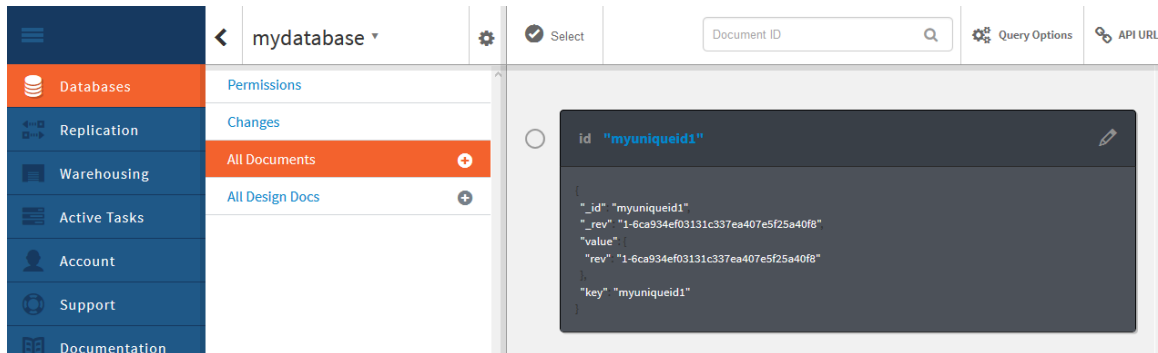 mydatabase
Select
Document ID
Query Options
API URL
Databases
Replication
Warehousing
Active Tasks
Account
Support
Documentation
Permissions
Changes
All Documents
All Design Docs
id "myuniqueid1"
{
"_id": "myuniqueid1",
"_rev": "1-6ca934ef03131c337ea407e5f25a40f8",
"value": {
"rev": "1-6ca934ef03131c337ea407e5f25a40f8"
},
"key": "myuniqueid1"
}